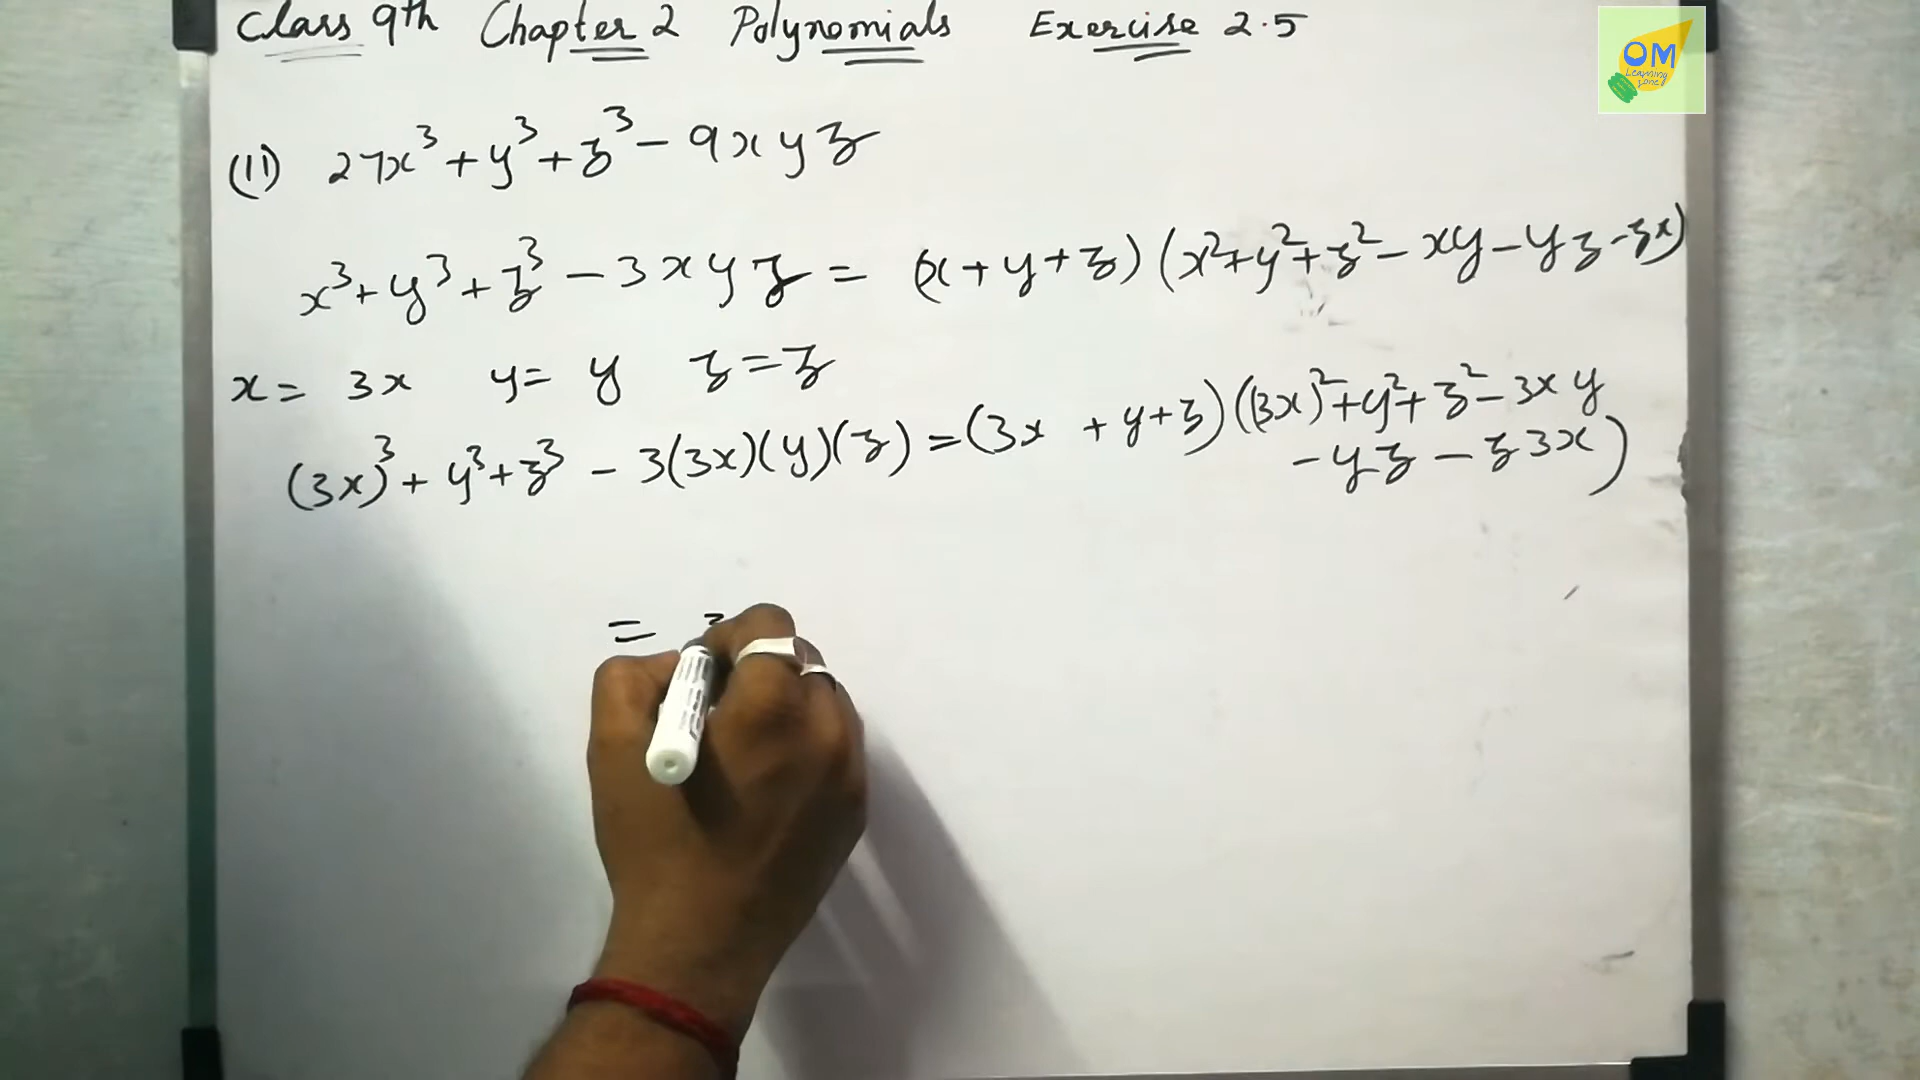 Class 9th Chapter 2 Polynomials Exercise 2.5
OM
Learning
zone
(11) 27x³ + y³ + z³ - 9xyz
x³ + y³ + z³ - 3xyz = (x + y + z) (x² + y² + z² - xy - yz - zx)
x = 3x y = y z = z
(3x)³ + y³ + z³ - 3(3x)(y)(z) = (3x + y + z) ((3x)² + y² + z² - 3xy
- yz - z3x)
=